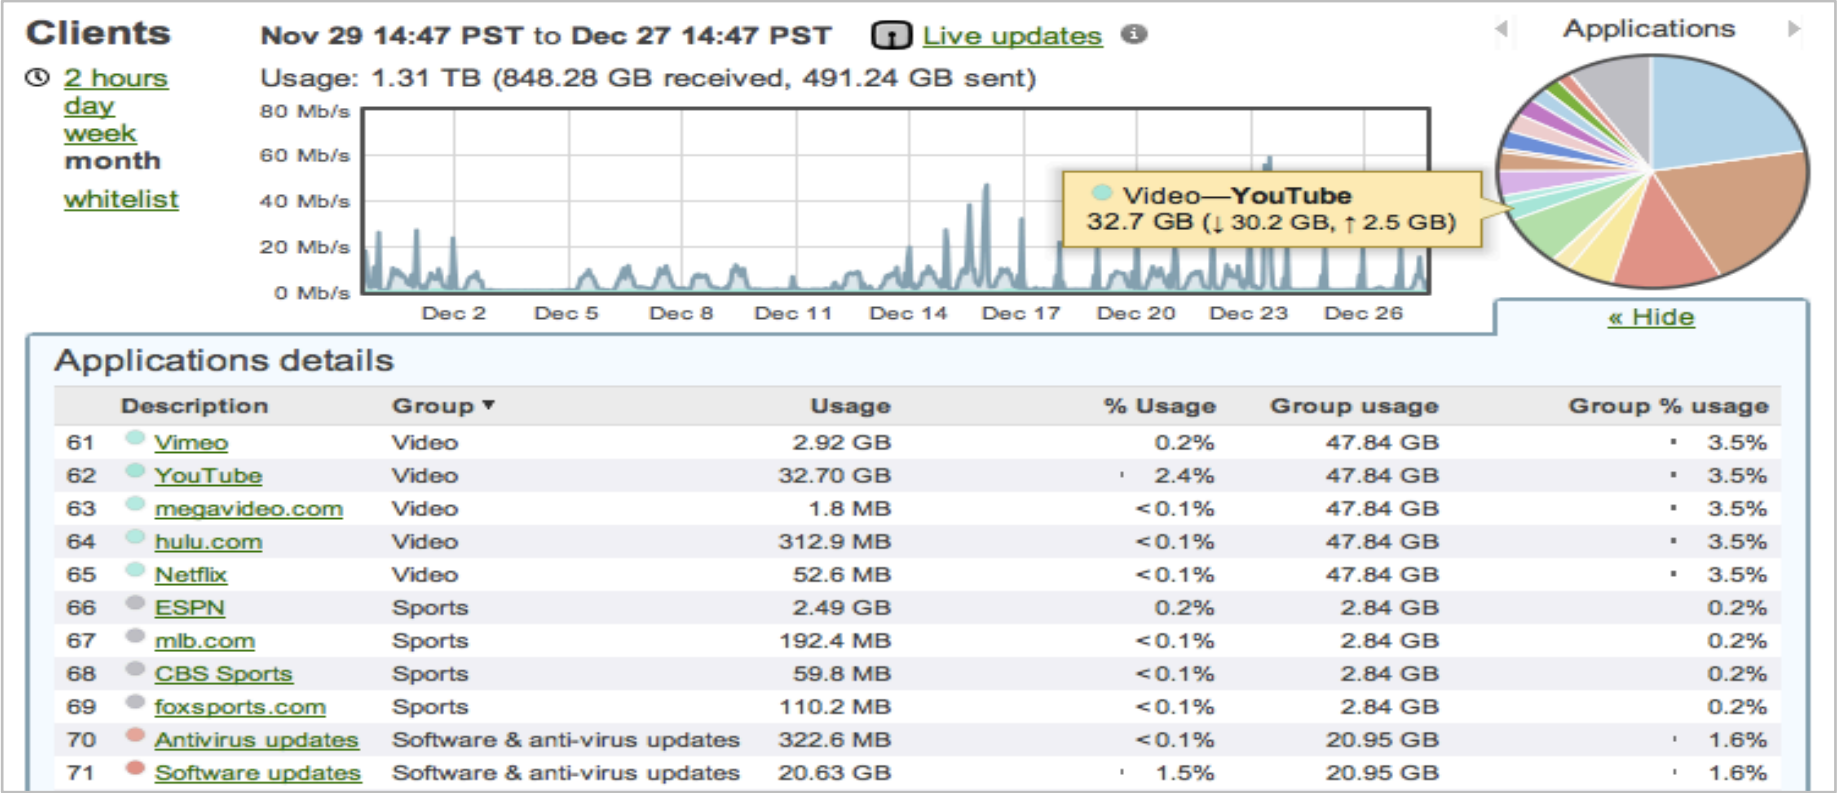 Clients
Nov 29 14:47 PST to Dec 27 14:47 PST Live updates
Applications
2 hours
day
week
month
whitelist
Usage: 1.31 TB (848.28 GB received, 491.24 GB sent)
80 Mb/s
60 Mb/s
40 Mb/s
20 Mb/s
0 Mb/s
Dec 2 Dec 5 Dec 8 Dec 11 Dec 14 Dec 17 Dec 20 Dec 23 Dec 26
Video—YouTube
32.7 GB (↓ 30.2 GB, ↑ 2.5 GB)
« Hide
Applications details
Description Group ▼ Usage % Usage Group usage Group % usage
61 Vimeo Video 2.92 GB 0.2% 47.84 GB 3.5%
62 YouTube Video 32.70 GB 2.4% 47.84 GB 3.5%
63 megavideo.com Video 1.8 MB <0.1% 47.84 GB 3.5%
64 hulu.com Video 312.9 MB <0.1% 47.84 GB 3.5%
65 Netflix Video 52.6 MB <0.1% 47.84 GB 3.5%
66 ESPN Sports 2.49 GB 0.2% 2.84 GB 0.2%
67 mlb.com Sports 192.4 MB <0.1% 2.84 GB 0.2%
68 CBS Sports Sports 59.8 MB <0.1% 2.84 GB 0.2%
69 foxsports.com Sports 110.2 MB <0.1% 2.84 GB 0.2%
70 Antivirus updates Software & anti-virus updates 322.6 MB <0.1% 20.95 GB 1.6%
71 Software updates Software & anti-virus updates 20.63 GB 1.5% 20.95 GB 1.6%